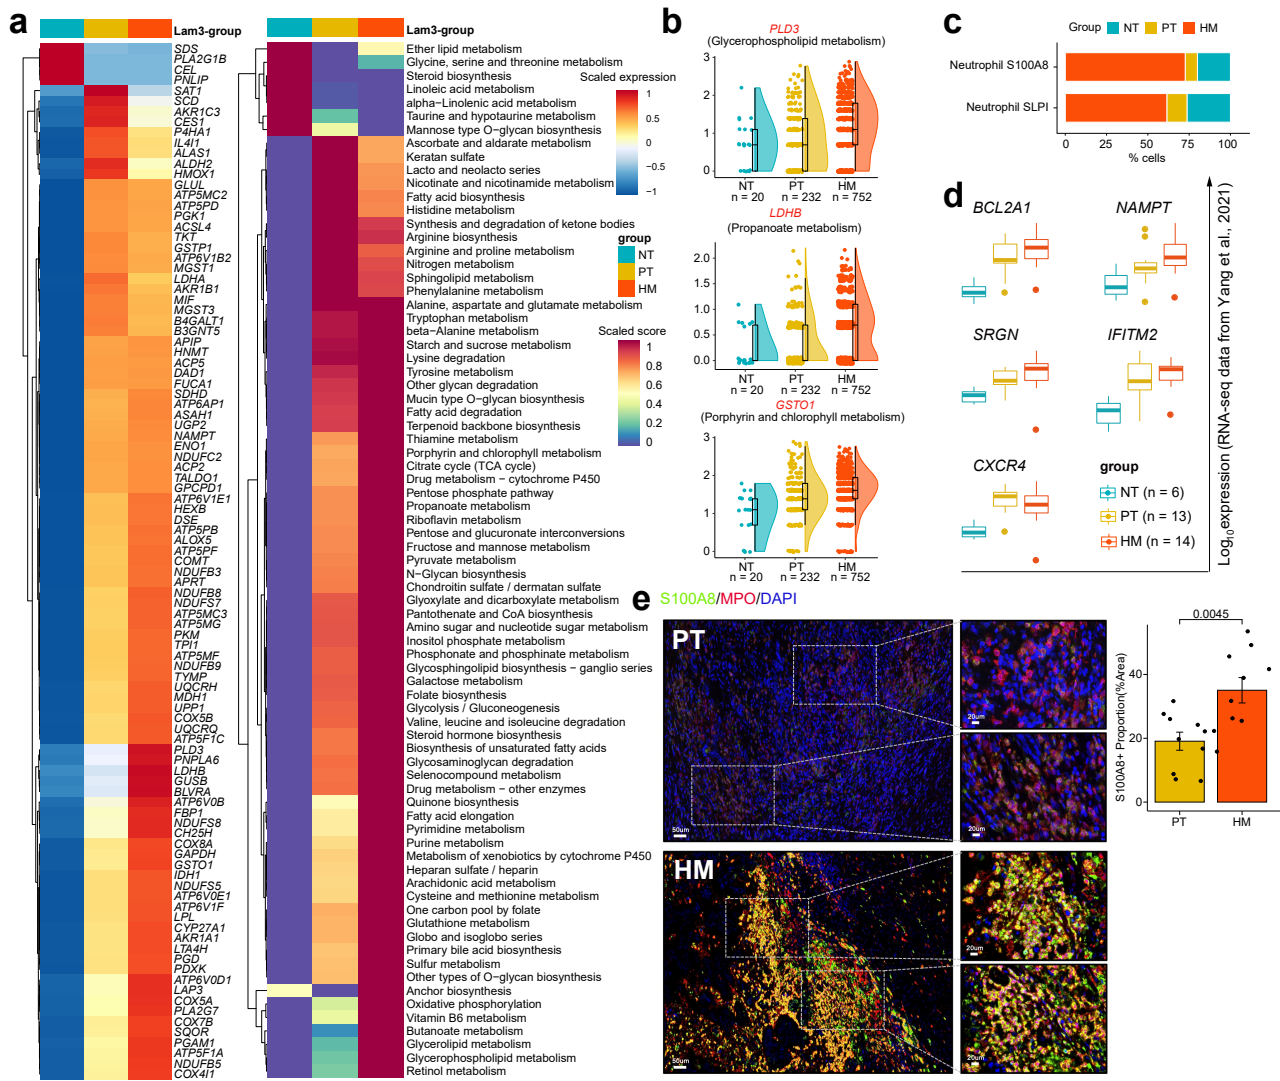 a
Lam3-group
SDS
PLA2G1B
CEL
PNLIP
SAT1
SCD
AKR1C3
CES1
P4HA1
IL4I1
ALAS1
ALDH2
HMOX1
GLUL
ATP5MC2
ATP5PD
PGK1
ACSL4
TKT
GSTP1
ATP6V1B2
MGST1
LDHA
AKR1B1
MIF
MGST3
B4GALT1
B3GNT5
APIP
HNMT
ACP5
DAD1
FUCA1
SDHD
ATP6AP1
ASAH1
UGP2
NAMPT
ENO1
NDUFC2
ACP2
TALDO1
GPCPD1
ATP6V1E1
HEXB
DSE
ATP5PB
ALOX5
ATP5PF
COMT
NDUFB3
APRT
NDUFB8
NDUFS7
ATP5MC3
ATP5MG
PKM
TPI1
ATP5MF
NDUFB9
TYMP
UQCRH
MDH1
UPP1
COX5B
UQCRQ
ATP5F1C
PLD3
PNPLA6
LDHB
GUSB
BLVRA
ATP6V0B
FBP1
NDUFS8
CH25H
COX8A
GAPDH
GSTO1
IDH1
NDUFS5
ATP6V0E1
ATP6V1F
LPL
CYP27A1
AKR1A1
LTA4H
PGD
PDXK
ATP6V0D1
LAP3
COX5A
PLA2G7
COX7B
SQOR
PGAM1
ATP5F1A
NDUFB5
COX4I1
Lam3-group
Ether lipid metabolism
Glycine, serine and threonine metabolism
Steroid biosynthesis
Linoleic acid metabolism
alpha-Linolenic acid metabolism
Taurine and hypotaurine metabolism
Mannose type O-glycan biosynthesis
Ascorbate and aldarate metabolism
Keratan sulfate
Lacto and neolacto series
Nicotinate and nicotinamide metabolism
Fatty acid biosynthesis
Histidine metabolism
Synthesis and degradation of ketone bodies
Arginine biosynthesis
Arginine and proline metabolism
Nitrogen metabolism
Sphingolipid metabolism
Phenylalanine metabolism
Alanine, aspartate and glutamate metabolism
Tryptophan metabolism
beta-Alanine metabolism
Starch and sucrose metabolism
Lysine degradation
Tyrosine metabolism
Other glycan degradation
Mucin type O-glycan biosynthesis
Fatty acid degradation
Terpenoid backbone biosynthesis
Thiamine metabolism
Porphyrin and chlorophyll metabolism
Citrate cycle (TCA cycle)
Drug metabolism − cytochrome P450
Pentose phosphate pathway
Propanoate metabolism
Riboflavin metabolism
Pentose and glucuronate interconversions
Fructose and mannose metabolism
Pyruvate metabolism
N-Glycan biosynthesis
Chondroitin sulfate / dermatan sulfate
Glyoxylate and dicarboxylate metabolism
Pantothenate and CoA biosynthesis
Amino sugar and nucleotide sugar metabolism
Inositol phosphate metabolism
Phosphonate and phosphinate metabolism
Glycosphingolipid biosynthesis − ganglio series
Galactose metabolism
Folate biosynthesis
Glycolysis / Gluconeogenesis
Valine, leucine and isoleucine degradation
Steroid hormone biosynthesis
Biosynthesis of unsaturated fatty acids
Glycosaminoglycan degradation
Selenocompound metabolism
Drug metabolism − other enzymes
Quinone biosynthesis
Fatty acid elongation
Pyrimidine metabolism
Purine metabolism
Metabolism of xenobiotics by cytochrome P450
Heparan sulfate / heparin
Arachidonic acid metabolism
Cysteine and methionine metabolism
One carbon pool by folate
Glutathione metabolism
Globo and isoglobo series
Primary bile acid biosynthesis
Sulfur metabolism
Other types of O-glycan biosynthesis
Anchor biosynthesis
Oxidative phosphorylation
Vitamin B6 metabolism
Butanoate metabolism
Glycerolipid metabolism
Glycerophospholipid metabolism
Retinol metabolism
Scaled expression
1
0.5
0
−0.5
−1
group
NT
PT
HM
Scaled score
1
0.8
0.6
0.4
0.2
0
b
PLD3
(Glycerophospholipid metabolism)
3
2
1
0
NT PT HM
n = 20 n = 232 n = 752
LDHB
(Propanoate metabolism)
2.0
1.5
1.0
0.5
0.0
NT PT HM
n = 20 n = 232 n = 752
GSTO1
(Porphyrin and chlorophyll metabolism)
3
2
1
0
NT PT HM
n = 20 n = 232 n = 752
c
Group NT PT HM
Neutrophil S100A8
Neutrophil SLPI
0 25 50 75 100
% cells
d
BCL2A1 NAMPT
SRGN IFITM2
CXCR4
group
NT (n = 6)
PT (n = 13)
HM (n = 14)
Log10expression (RNA-seq data from Yang et al., 2021)
e
S100A8/MPO/DAPI
PT
50um
20um
20um
HM
50um
20um
20um
0.0045
S100A8+ Proportion(%Area)
40
20
0
PT HM